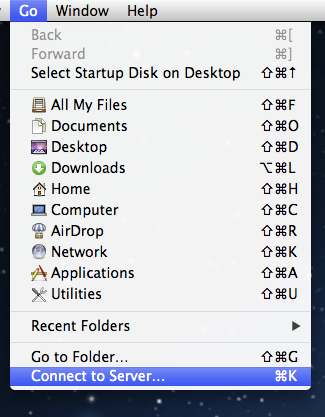 Go Window Help
Back ⌘[
Forward ⌘]
Select Startup Disk on Desktop ⇧⌘↑
All My Files ⇧⌘F
Documents ⇧⌘O
Desktop ⇧⌘D
Downloads ⌥⌘L
Home ⇧⌘H
Computer ⇧⌘C
AirDrop ⇧⌘R
Network ⇧⌘K
Applications ⇧⌘A
Utilities ⇧⌘U
Recent Folders
Go to Folder... ⇧⌘G
Connect to Server... ⌘K